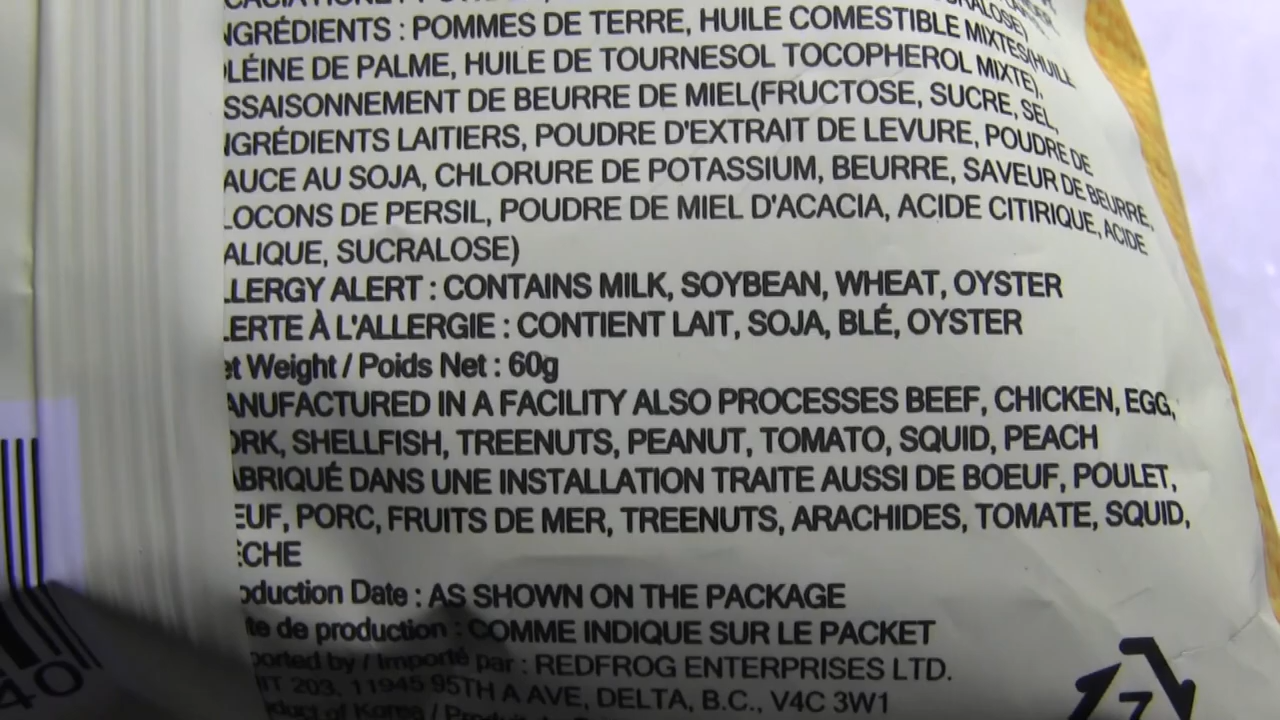 INGRÉDIENTS : POMMES DE TERRE, HUILE COMESTIBLE MIXTES(HUILE
OLÉINE DE PALME, HUILE DE TOURNESOL TOCOPHEROL MIXTE),
SSAISONNEMENT DE BEURRE DE MIEL(FRUCTOSE, SUCRE, SEL,
NGRÉDIENTS LAITIERS, POUDRE D'EXTRAIT DE LEVURE, POUDRE DE
AUCE AU SOJA, CHLORURE DE POTASSIUM, BEURRE, SAVEUR DE BEURRE,
LOCONS DE PERSIL, POUDRE DE MIEL D'ACACIA, ACIDE CITIRIQUE, ACIDE
ALIQUE, SUCRALOSE)
LLERGY ALERT : CONTAINS MILK, SOYBEAN, WHEAT, OYSTER
LERTE À L'ALLERGIE : CONTIENT LAIT, SOJA, BLÉ, OYSTER
et Weight / Poids Net : 60g
ANUFACTURED IN A FACILITY ALSO PROCESSES BEEF, CHICKEN, EGG,
ORK, SHELLFISH, TREENUTS, PEANUT, TOMATO, SQUID, PEACH
ABRIQUÉ DANS UNE INSTALLATION TRAITE AUSSI DE BOEUF, POULET,
EUF, PORC, FRUITS DE MER, TREENUTS, ARACHIDES, TOMATE, SQUID,
ÊCHE
oduction Date : AS SHOWN ON THE PACKAGE
te de production : COMME INDIQUE SUR LE PACKET
ported by / Importé par : REDFROG ENTERPRISES LTD.
IT 203, 11945 95TH A AVE, DELTA, B.C., V4C 3W1
duct of Korea /
7
40